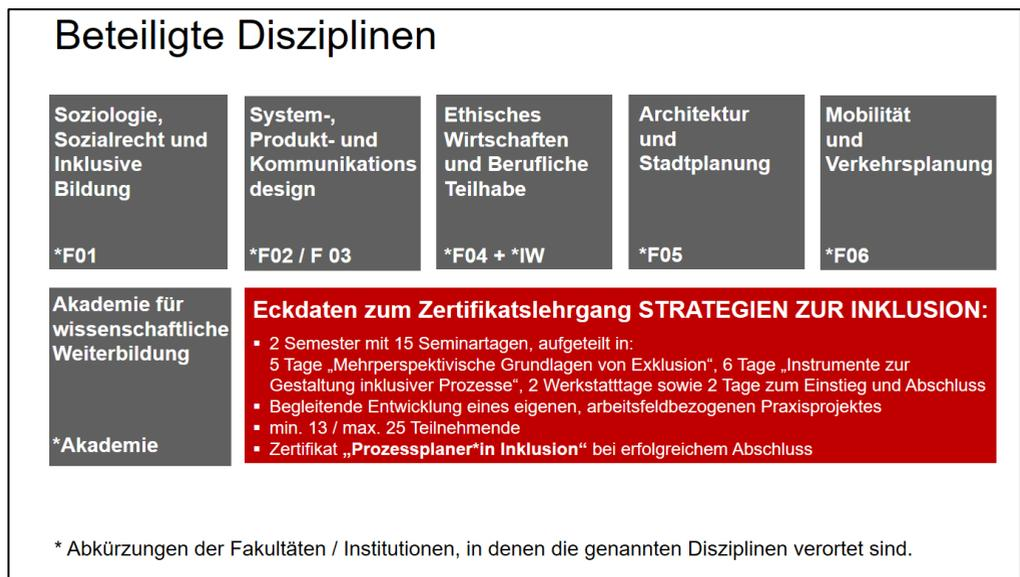 Beteiligte Disziplinen
Soziologie,
Sozialrecht und
Inklusive
Bildung
*F01
System-,
Produkt- und
Kommunikations
design
*F02 / F 03
Ethisches
Wirtschaften
und Berufliche
Teilhabe
*F04 + *IW
Architektur
und
Stadtplanung
*F05
Mobilität
und
Verkehrsplanung
*F06
Akademie für
wissenschaftliche
Weiterbildung
*Akademie
Eckdaten zum Zertifikatslehrgang STRATEGIEN ZUR INKLUSION:
▪ 2 Semester mit 15 Seminartagen, aufgeteilt in:
5 Tage „Mehrperspektivische Grundlagen von Exklusion“, 6 Tage „Instrumente zur
Gestaltung inklusiver Prozesse“, 2 Werkstatttage sowie 2 Tage zum Einstieg und Abschluss
▪ Begleitende Entwicklung eines eigenen, arbeitsfeldbezogenen Praxisprojektes
▪ min. 13 / max. 25 Teilnehmende
▪ Zertifikat „Prozessplaner*in Inklusion“ bei erfolgreichem Abschluss
* Abkürzungen der Fakultäten / Institutionen, in denen die genannten Disziplinen verortet sind.